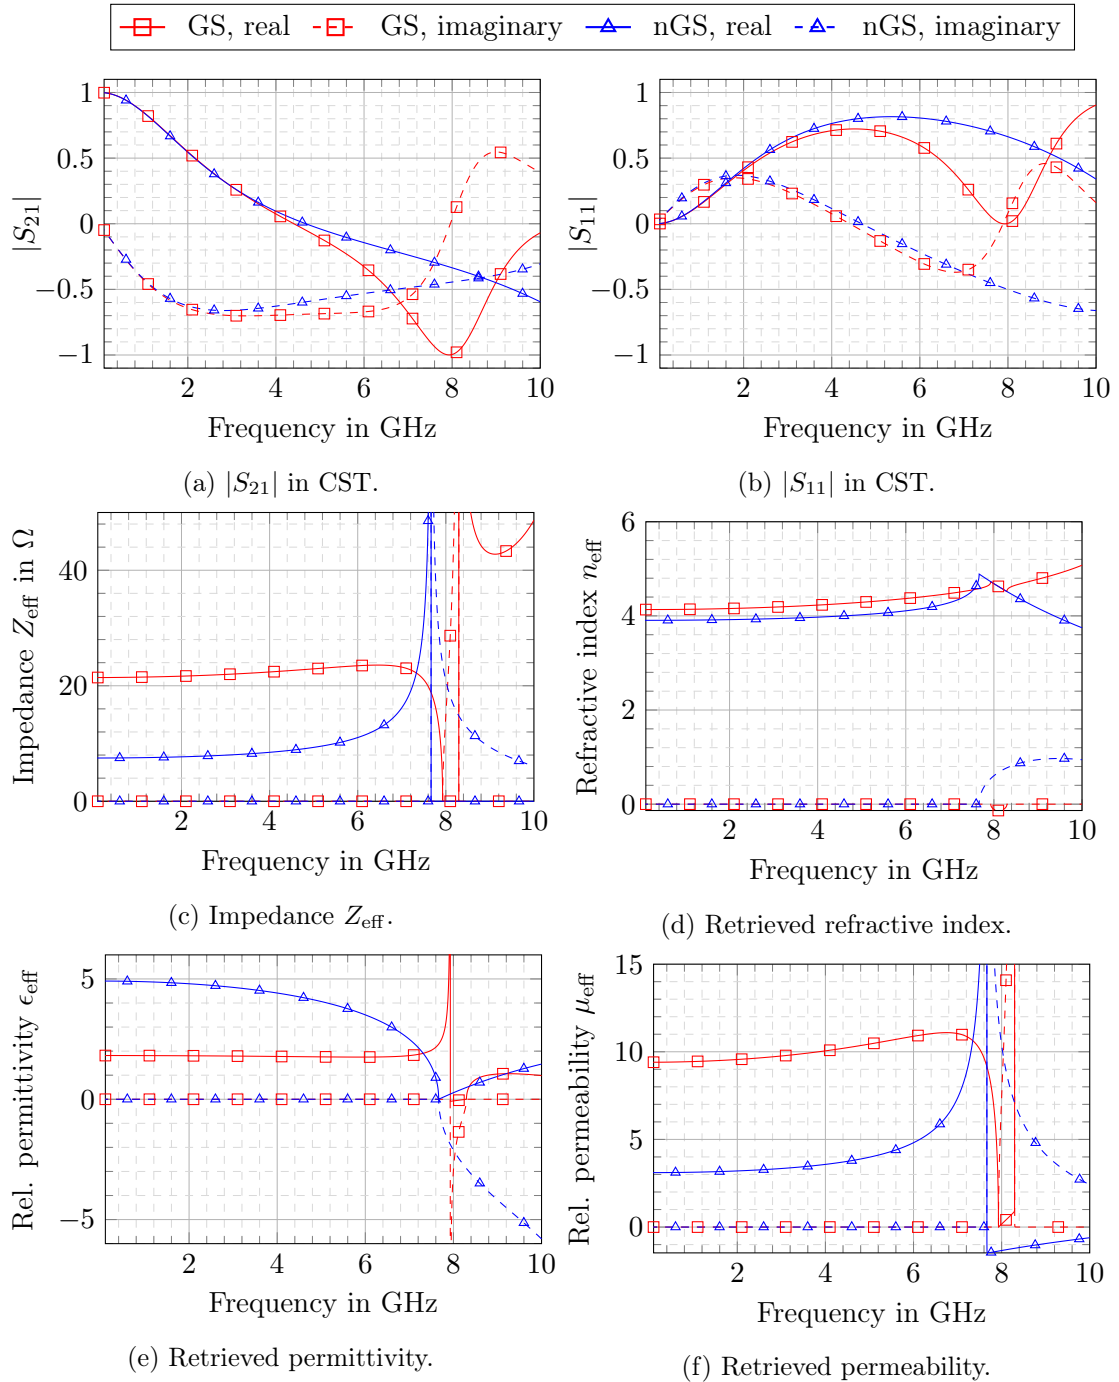 GS, real GS, imaginary nGS, real nGS, imaginary
1
0.5
0
−0.5
−1
|S21|
2 4 6 8 10
Frequency in GHz
(a) |S21| in CST.
1
0.5
0
−0.5
−1
|S11|
2 4 6 8 10
Frequency in GHz
(b) |S11| in CST.
40
20
0
Impedance Zeff in Ω
2 4 6 8 10
Frequency in GHz
(c) Impedance Zeff.
6
4
2
0
Refractive index neff
2 4 6 8 10
Frequency in GHz
(d) Retrieved refractive index.
5
0
−5
Rel. permittivity ϵeff
2 4 6 8 10
Frequency in GHz
(e) Retrieved permittivity.
15
10
5
0
Rel. permeability μeff
2 4 6 8 10
Frequency in GHz
(f) Retrieved permeability.